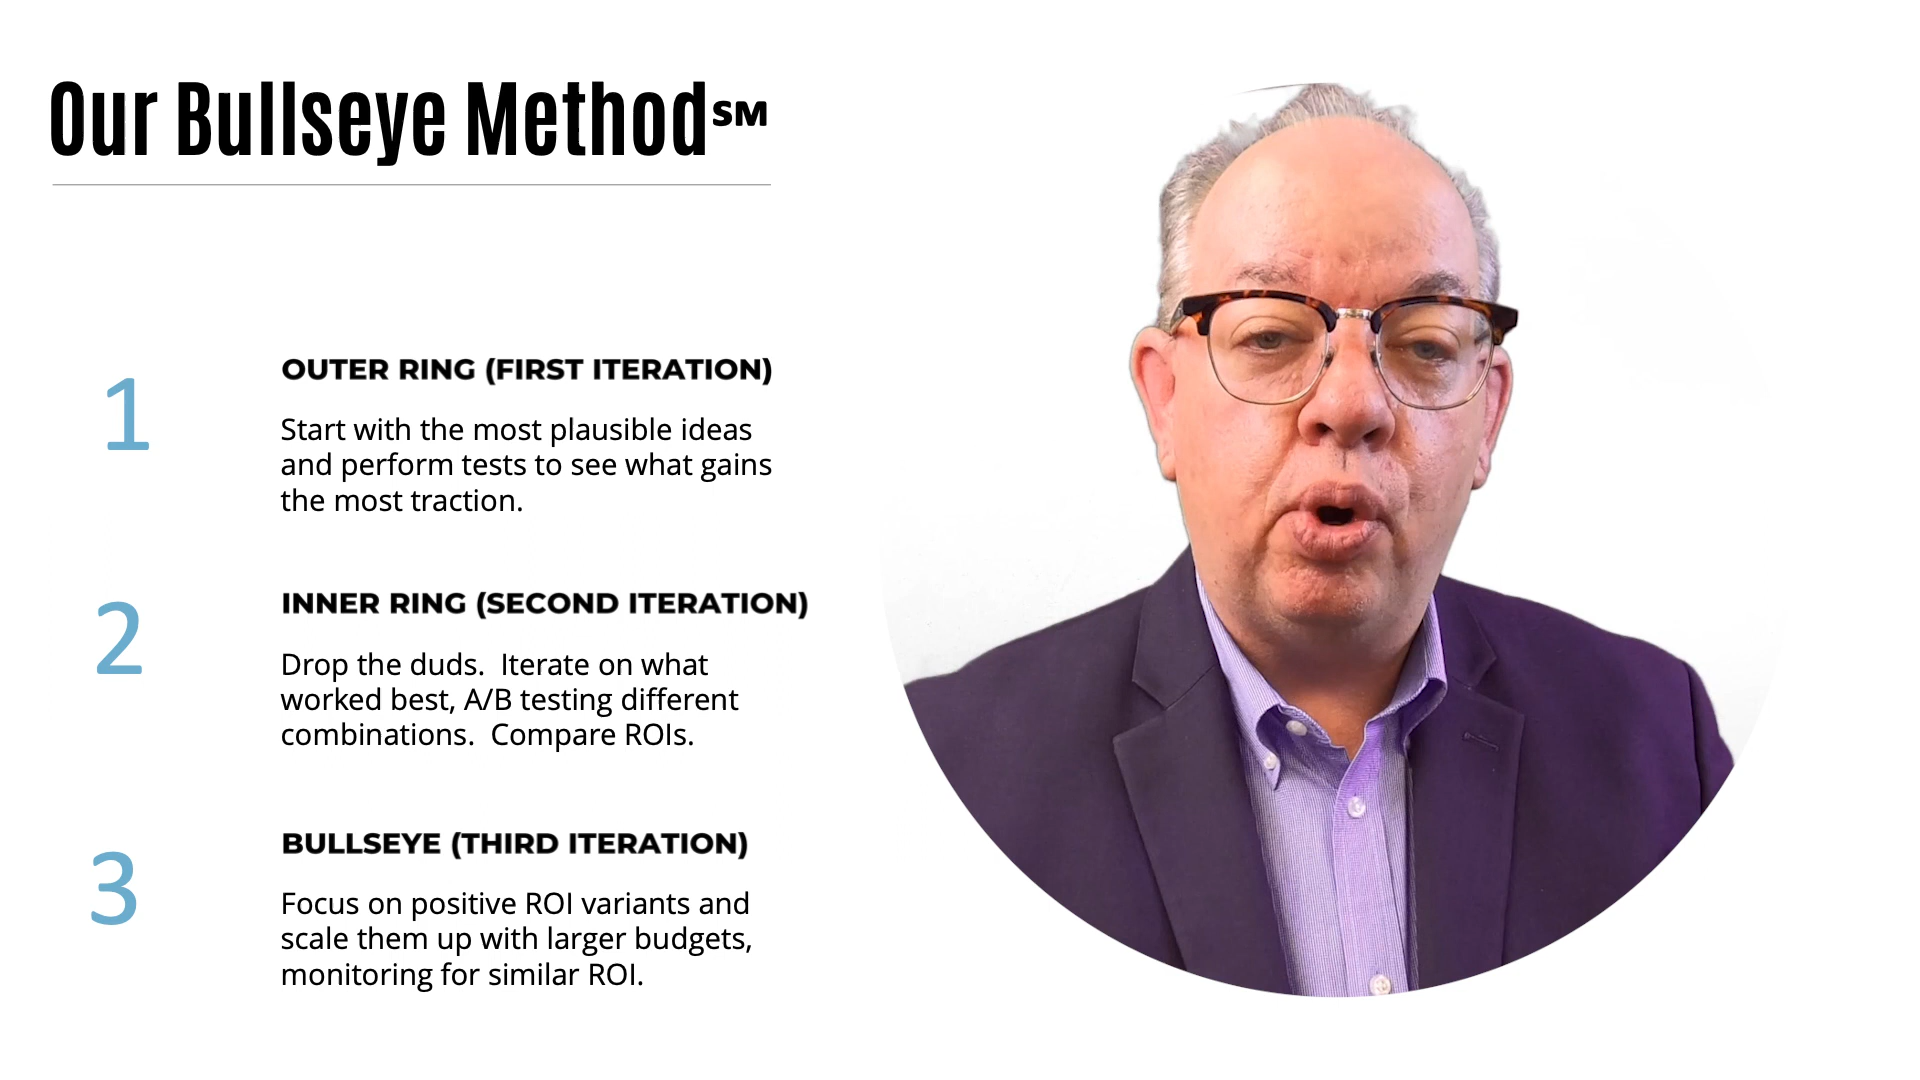 Our Bullseye Method℠
1
OUTER RING (FIRST ITERATION)
Start with the most plausible ideas
and perform tests to see what gains
the most traction.
2
INNER RING (SECOND ITERATION)
Drop the duds.  Iterate on what
worked best, A/B testing different
combinations.  Compare ROIs.
3
BULLSEYE (THIRD ITERATION)
Focus on positive ROI variants and
scale them up with larger budgets,
monitoring for similar ROI.